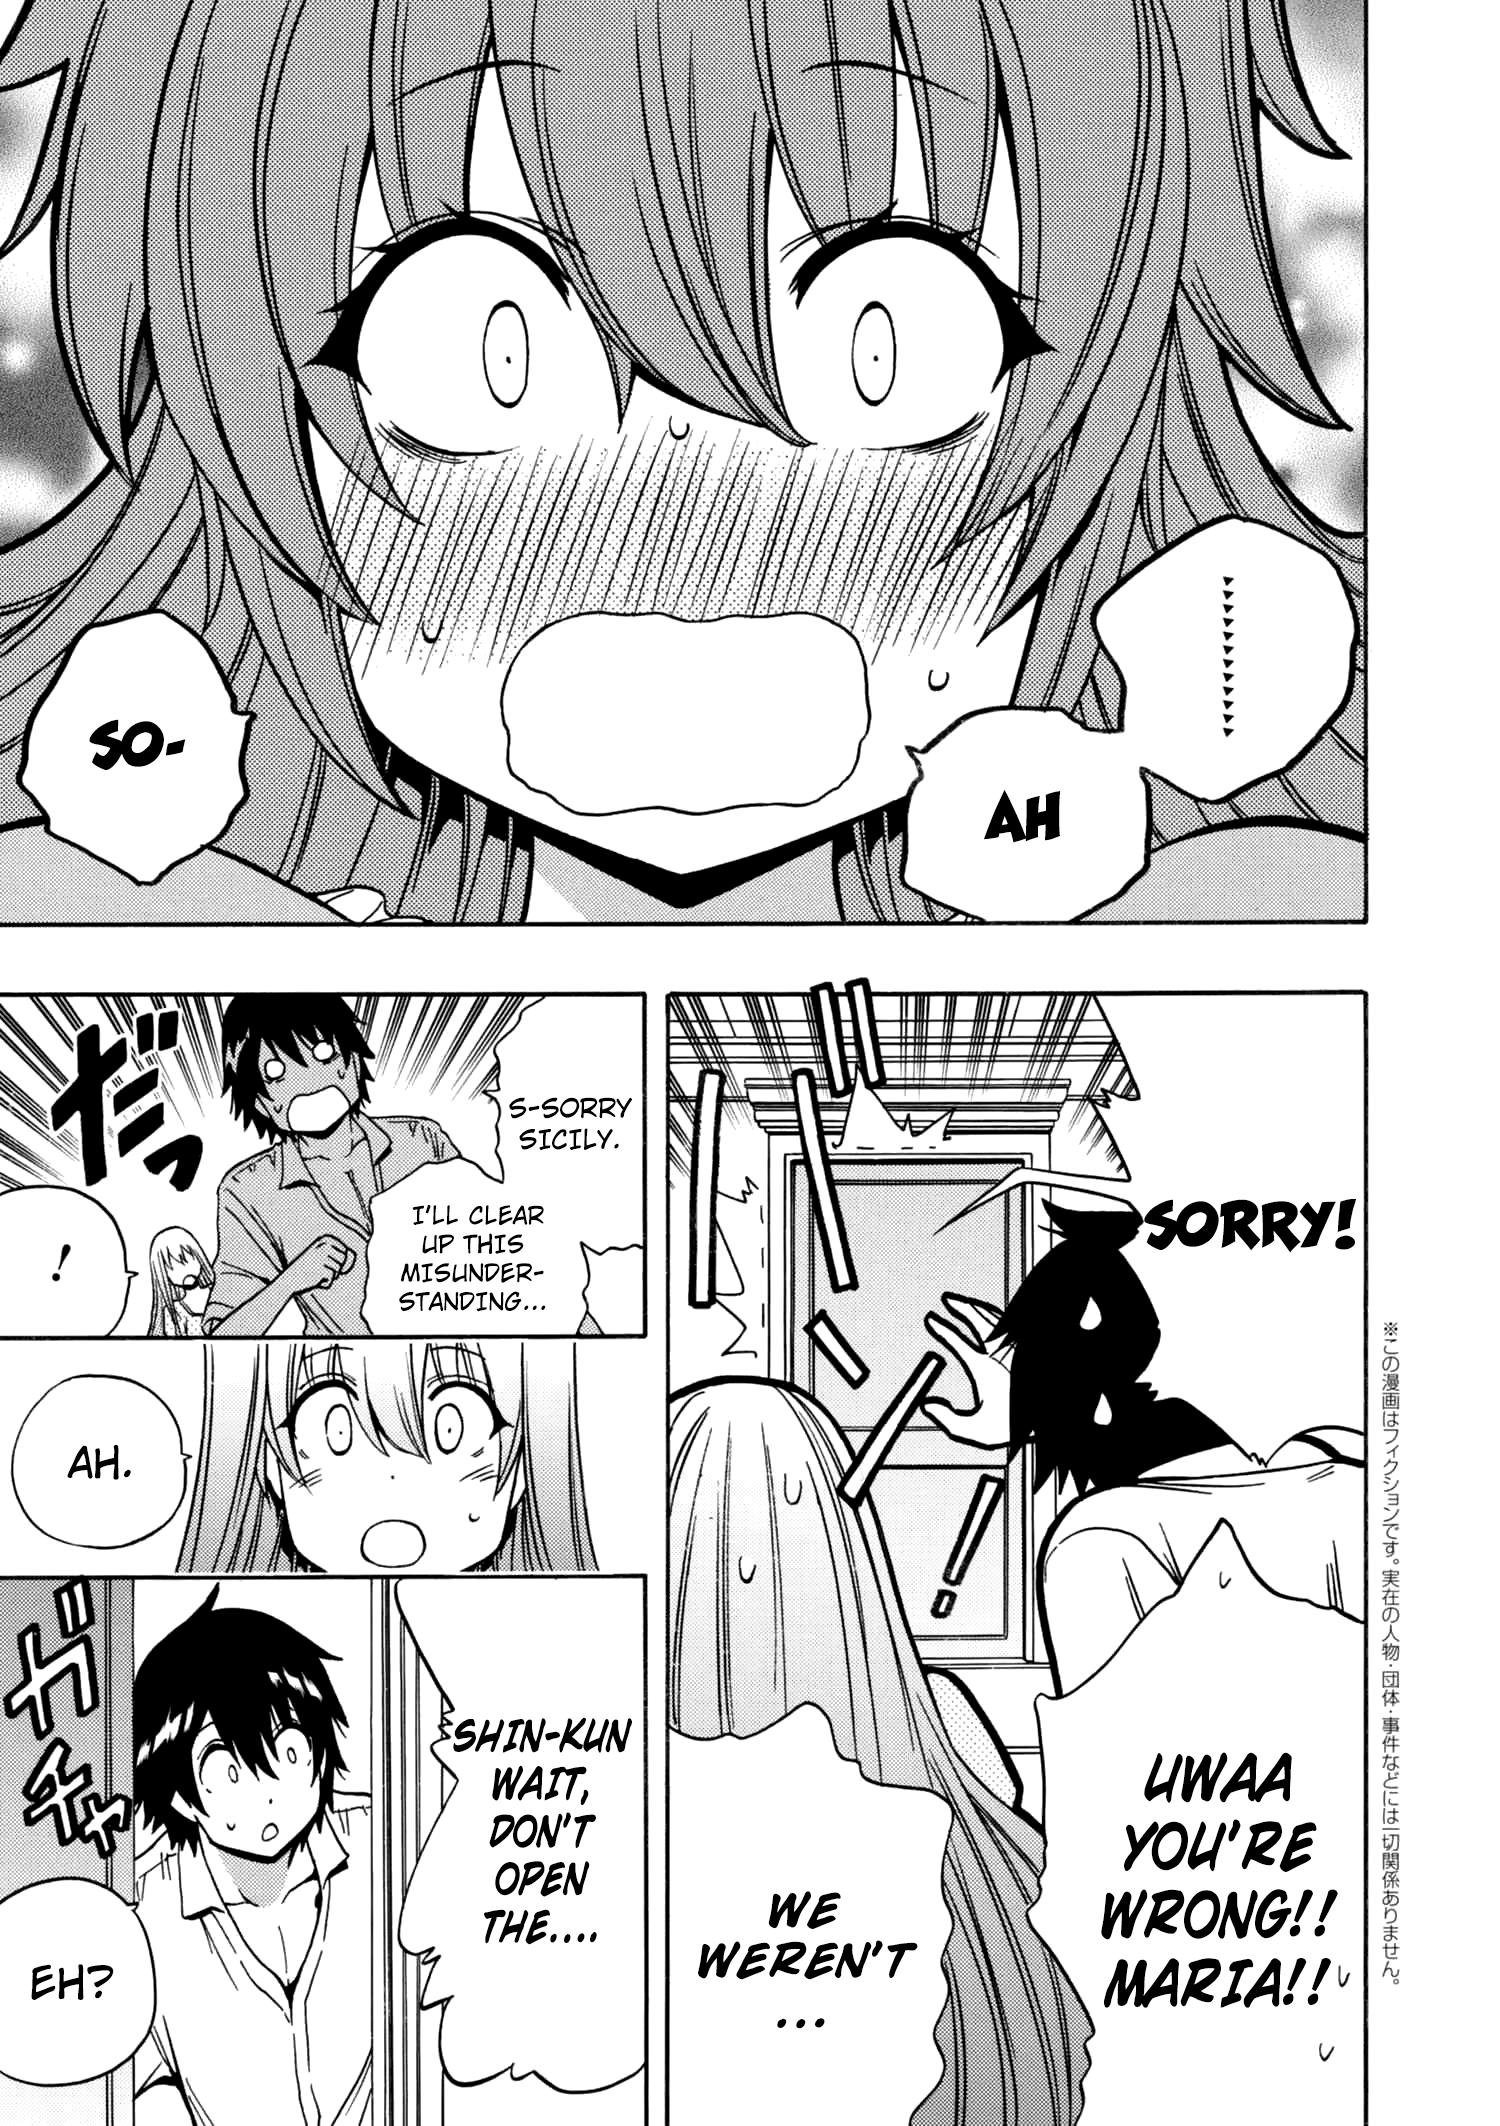 .........
AH
SO-
SORRY!
UWAA
YOU'RE
WRONG!!
MARIA!!
WE
WEREN'T
...
S-SORRY
SICILY.
I'LL CLEAR
UP THIS
MISUNDER-
STANDING...
ダッ
!
AH.
SHIN-KUN
WAIT,
DON'T
OPEN
THE....
ガチャ
EH?
※この漫画はフィクションです。実在の人物・団体・事件などには一切関係ありません。